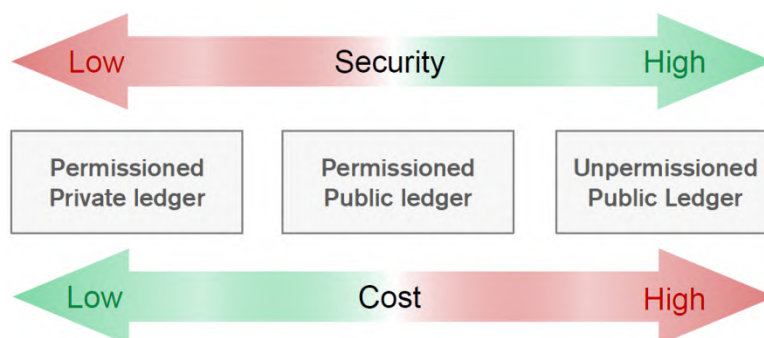 Low Security High
Permissioned
Private ledger
Permissioned
Public ledger
Unpermissioned
Public Ledger
Low Cost High